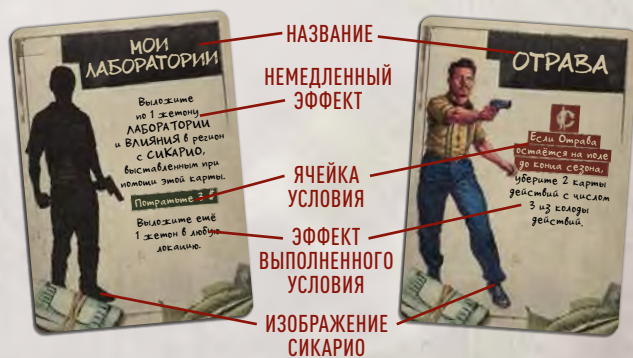 МОИ
ЛАБОРАТОРИИ
Выложите
по 1 жетону
ЛАБОРАТОРИИ
и ВЛИЯНИЯ в регион
с СИКАРИО,
выставленным при
помощи этой карты.
Потратьте 3
Выложите ещё
1 жетон в любую
локацию.
НАЗВАНИЕ
НЕМЕДЛЕННЫЙ
ЭФФЕКТ
ЯЧЕЙКА
УСЛОВИЯ
ЭФФЕКТ
ВЫПОЛНЕННОГО
УСЛОВИЯ
ИЗОБРАЖЕНИЕ
СИКАРИО
ОТРАВА
Если Отрава
остаётся на поле
до конца сезона,
уберите 2 карты
действий с числом
3 из колоды
действий.